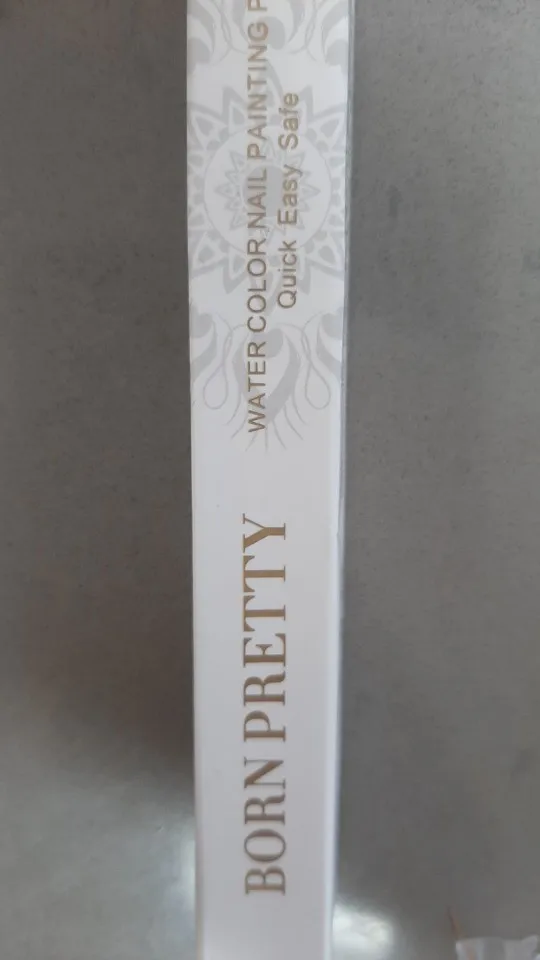 BORN PRETTY
WATER COLOR NAIL PAINTING
Quick Easy Safe